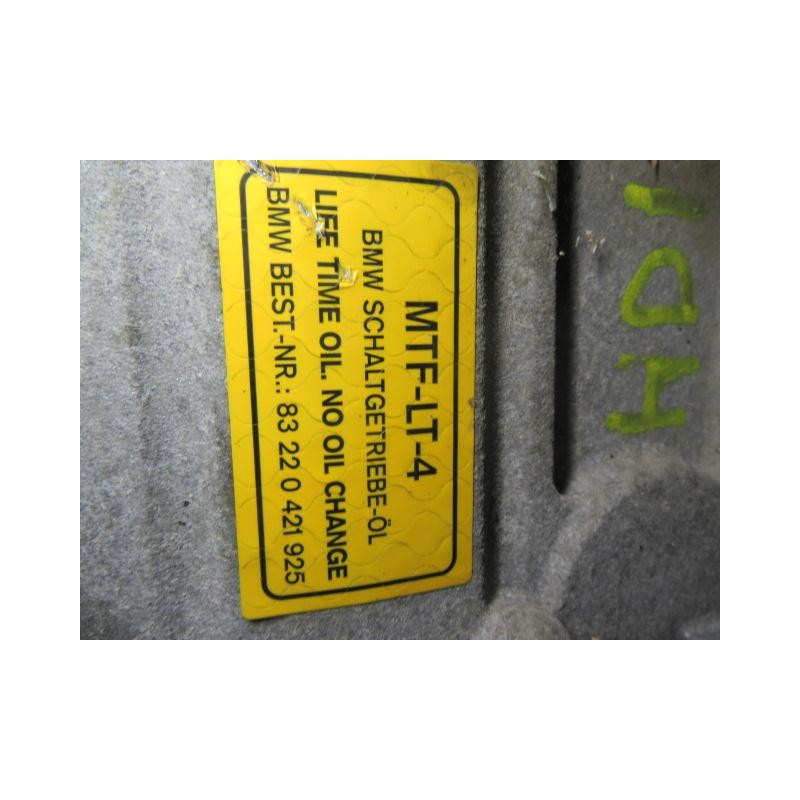 MTF-LT-4
BMW SCHALTGETRIEBE-ÖL
LIFE TIME OIL. NO OIL CHANGE
BMW BEST.-NR.: 83 22 0 421 925
HDI